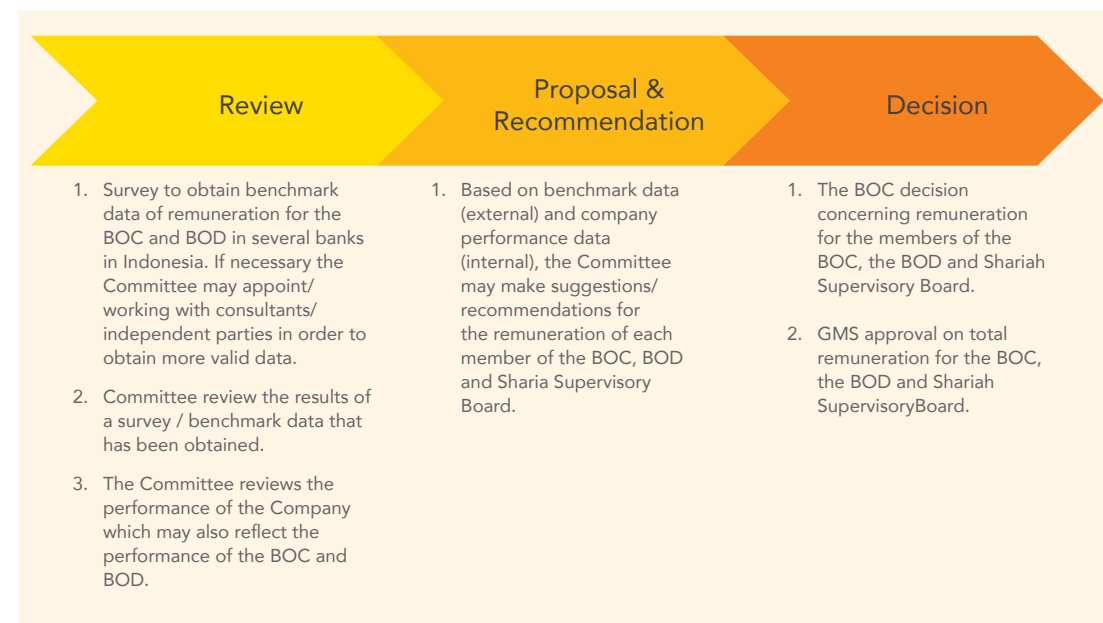 Review
Proposal &
Recommendation
Decision
1. Survey to obtain benchmark
data of remuneration for the
BOC and BOD in several banks
in Indonesia. If necessary the
Committee may appoint/
working with consultants/
independent parties in order to
obtain more valid data.
2. Committee review the results of
a survey / benchmark data that
has been obtained.
3. The Committee reviews the
performance of the Company
which may also reflect the
performance of the BOC and
BOD.
1. Based on benchmark data
(external) and company
performance data
(internal), the Committee
may make suggestions/
recommendations for
the remuneration of each
member of the BOC, BOD
and Sharia Supervisory
Board.
1. The BOC decision
concerning remuneration
for the members of the
BOC, the BOD and Shariah
Supervisory Board.
2. GMS approval on total
remuneration for the BOC,
the BOD and Shariah
SupervisoryBoard.